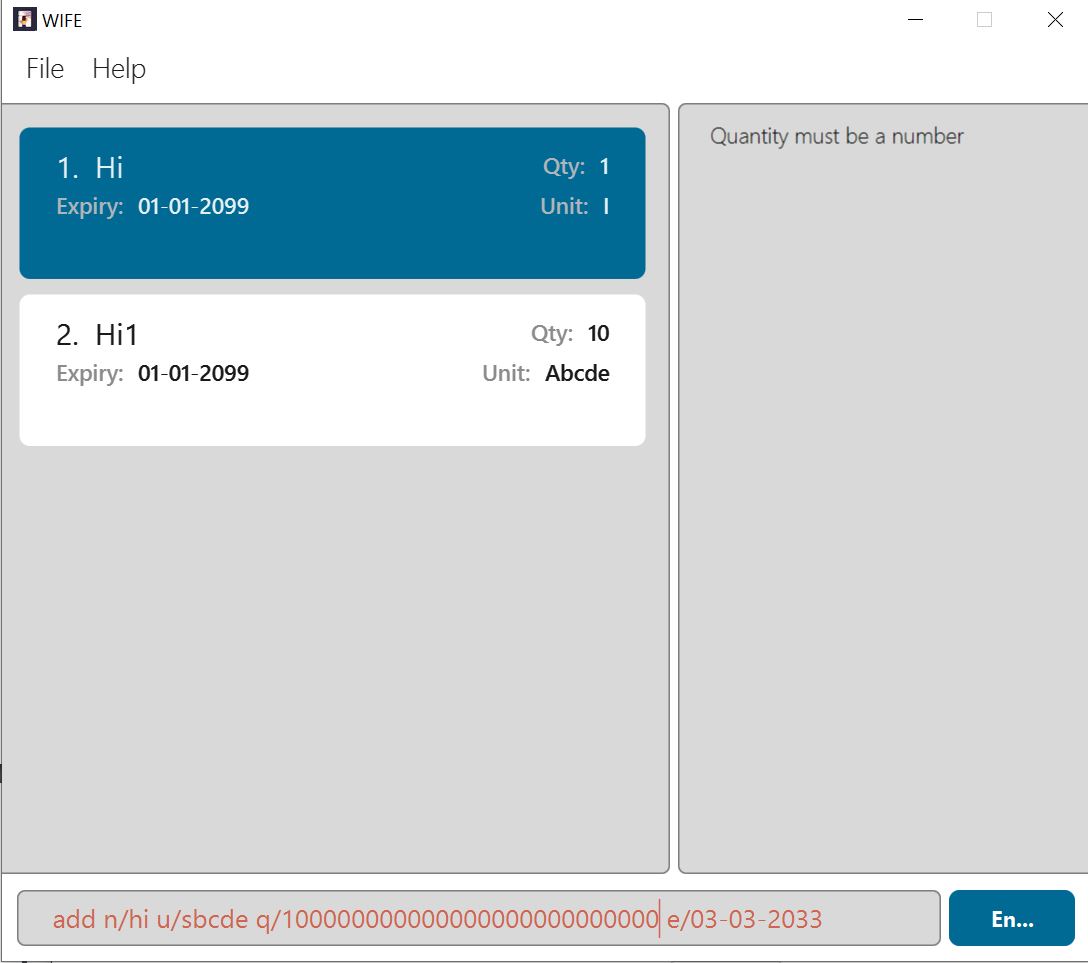 WIFE
File Help
1. Hi
Qty: 1
Expiry: 01-01-2099
Unit: I
2. Hi1
Qty: 10
Expiry: 01-01-2099
Unit: Abcde
Quantity must be a number
add n/hi u/sbcde q/1000000000000000000000000000 e/03-03-2033
En...